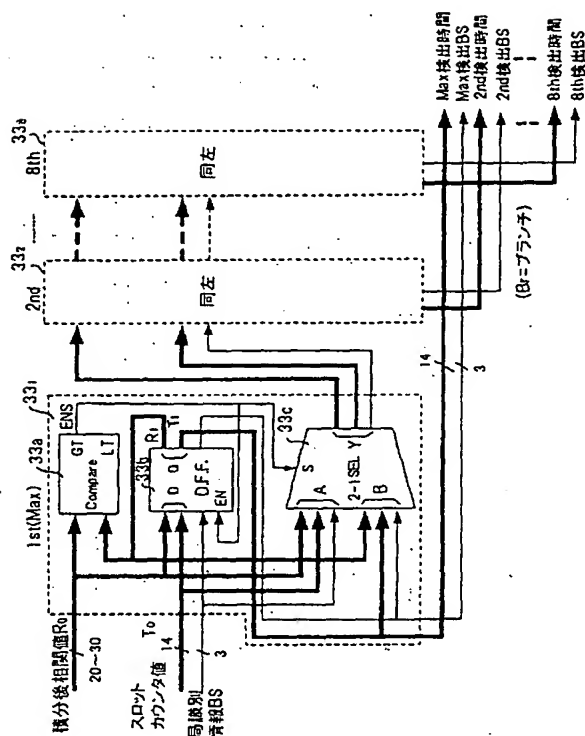 1st(Max)
33₁
33a
ENS
Compare
GT
LT
33b
R₁
T₁
D
Q
D.F.F.
EN
33c
S
A
B
2-1SEL
Y
2nd
33₂
同左
8th
33₈
同左
積分後相関値R₀
20〜30
スロット
カウンタ値
T₀
14
局識別
情報BS
3
14
3
(Br=ブランチ)
Max検出時間
Max検出BS
2nd検出時間
2nd検出BS
8th検出時間
8th検出BS